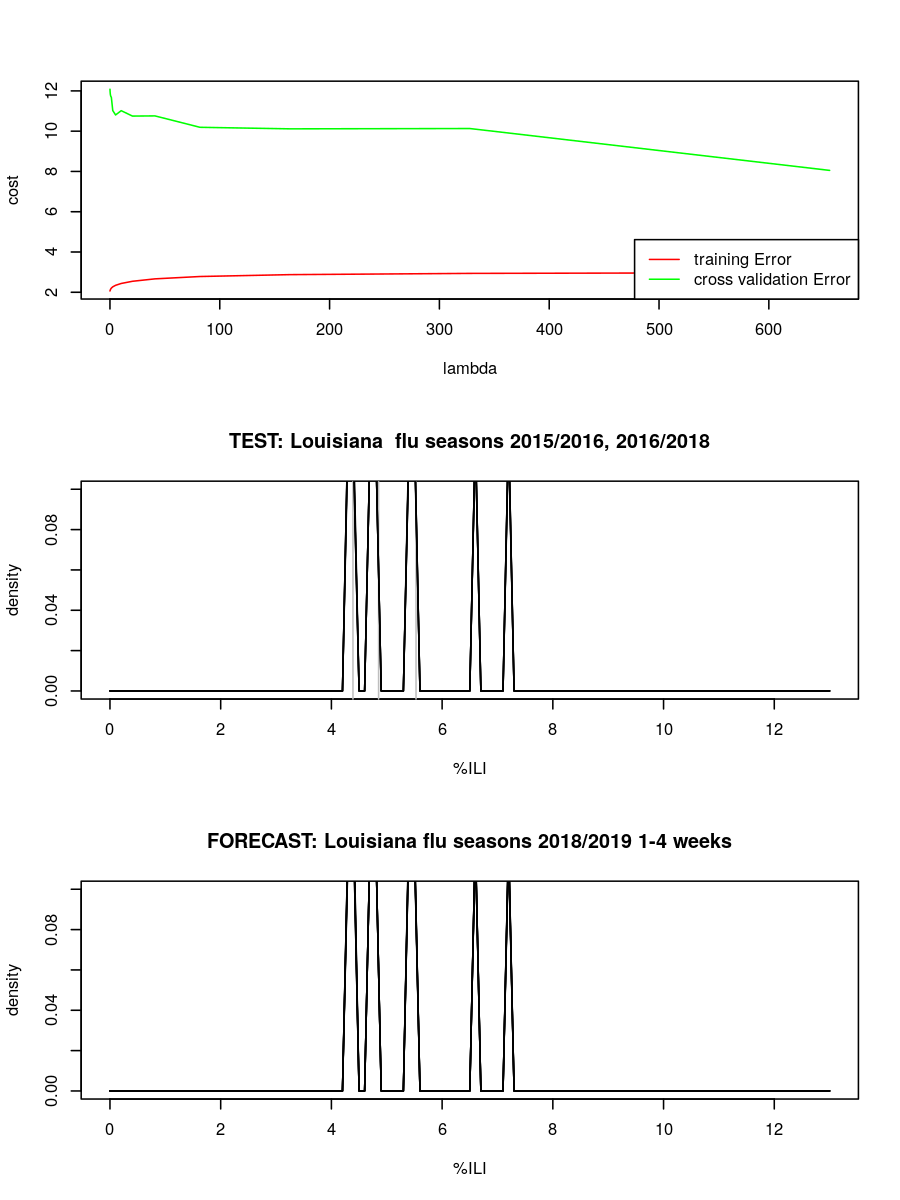 12
10
8
6
4
2
cost
training Error
cross validation Error
0 100 200 300 400 500 600
lambda
TEST: Louisiana  flu seasons 2015/2016, 2016/2018
0.08
0.04
0.00
density
0 2 4 6 8 10 12
%ILI
FORECAST: Louisiana flu seasons 2018/2019 1-4 weeks
0.08
0.04
0.00
density
0 2 4 6 8 10 12
%ILI